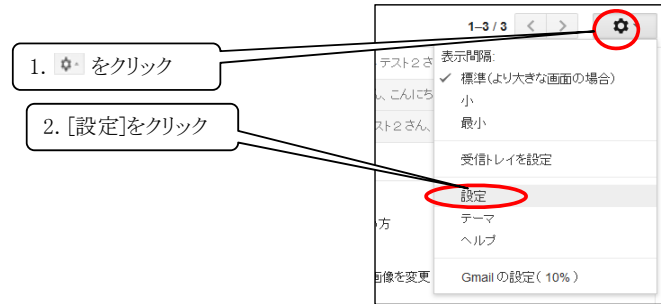 1–3 / 3
1. をクリック
2. [設定]をクリック
テスト２さ
ん、こんにち
スト２さん、
方
画像を変更
表示間隔:
✓ 標準(より大きな画面の場合)
小
最小
受信トレイを設定
設定
テーマ
ヘルプ
Gmail の設定( 10% )